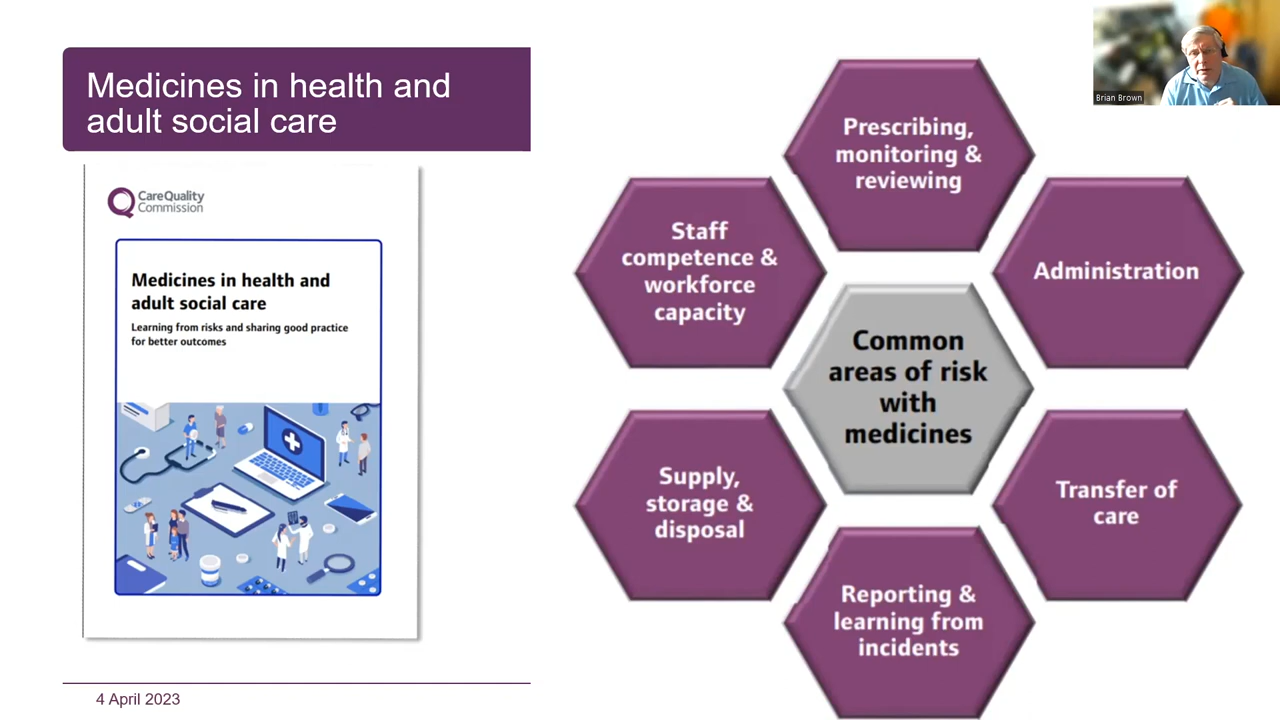 Medicines in health and
adult social care
CareQuality
Commission
Medicines in health and
adult social care
Learning from risks and sharing good practice
for better outcomes
4 April 2023
Prescribing,
monitoring &
reviewing
Administration
Transfer of
care
Reporting &
learning from
incidents
Supply,
storage &
disposal
Staff
competence &
workforce
capacity
Common
areas of risk
with
medicines
Brian Brown